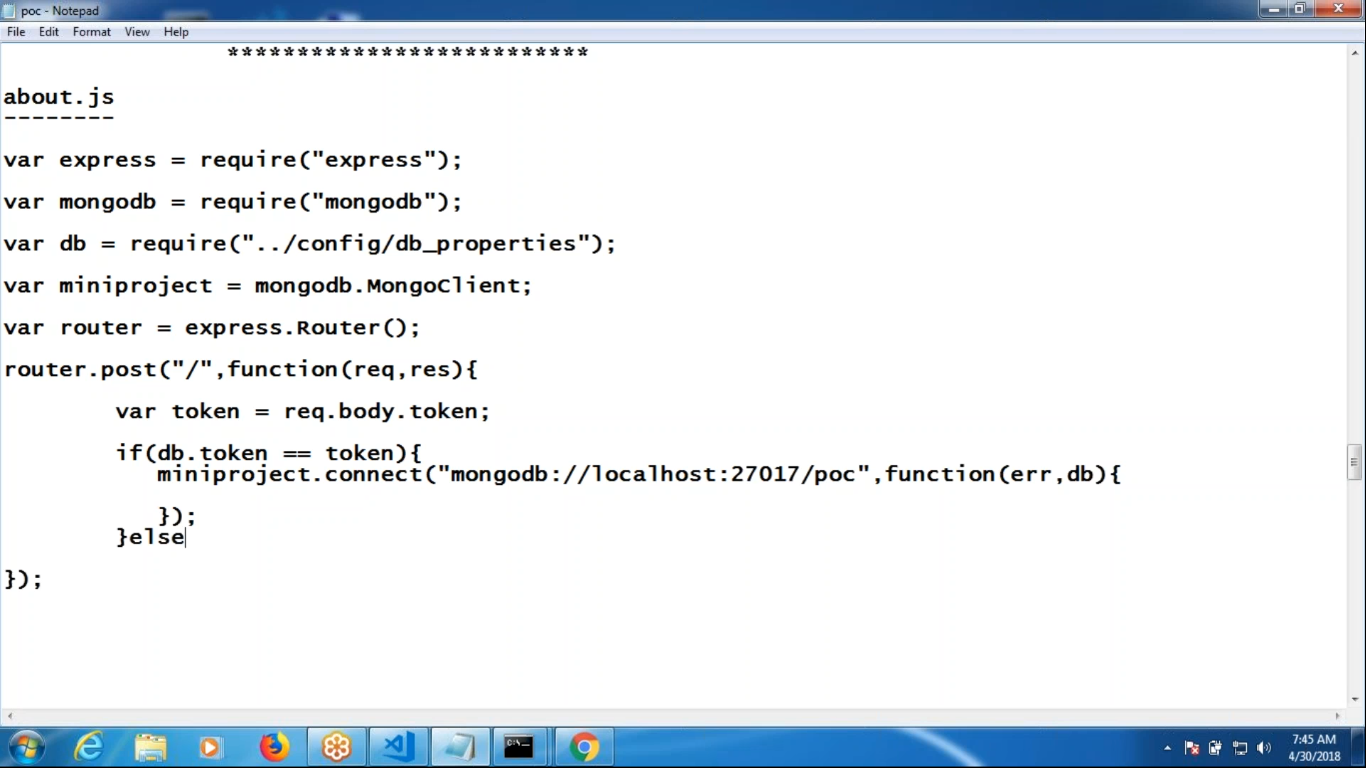 poc - Notepad
File Edit Format View Help
**************************
about.js
--------
var express = require("express");
var mongodb = require("mongodb");
var db = require("../config/db_properties");
var miniproject = mongodb.MongoClient;
var router = express.Router();
router.post("/",function(req,res){
var token = req.body.token;
if(db.token == token){
miniproject.connect("mongodb://localhost:27017/poc",function(err,db){
});
}else
});
7:45 AM
4/30/2018